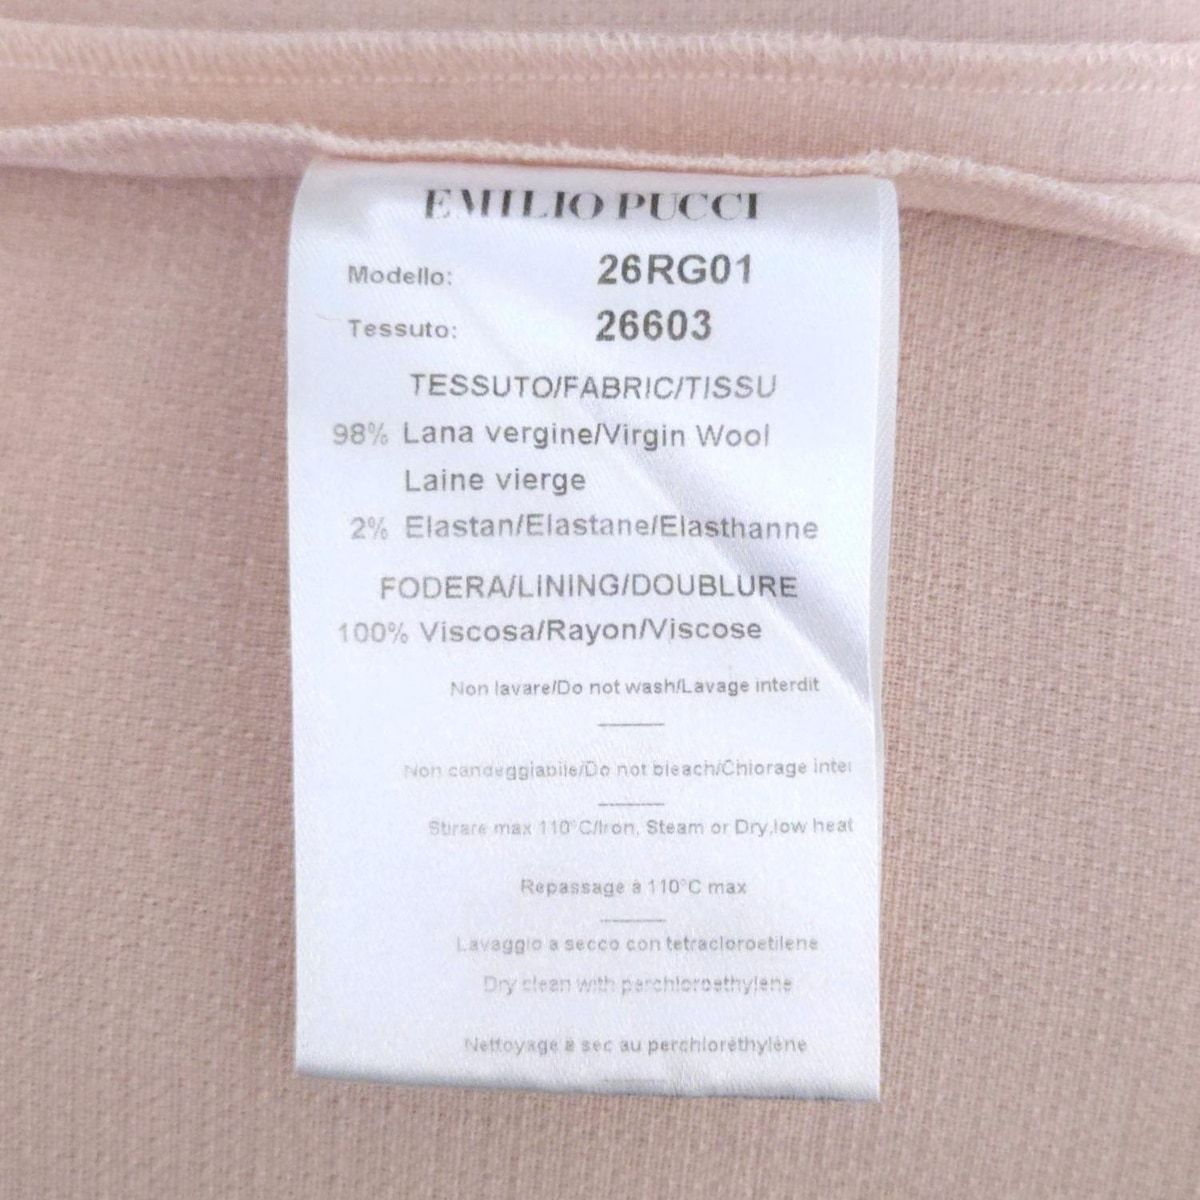 EMILIO PUCCI
Modello: 26RG01
Tessuto: 26603
TESSUTO/FABRIC/TISSU
98% Lana vergine/Virgin Wool
Laine vierge
2% Elastan/Elastane/Elasthanne
FODERA/LINING/DOUBLURE
100% Viscosa/Rayon/Viscose
Non lavare/Do not wash/Lavage interdit
Non candeggiabile/Do not bleach/Chlorage inter
Stirare max 110°C/Iron, Steam or Dry,low heat
Repassage à 110°C max
Lavaggio a secco con tetracloroetilene
Dry clean with perchloroethylene
Nettoyage à sec au perchloréthylène